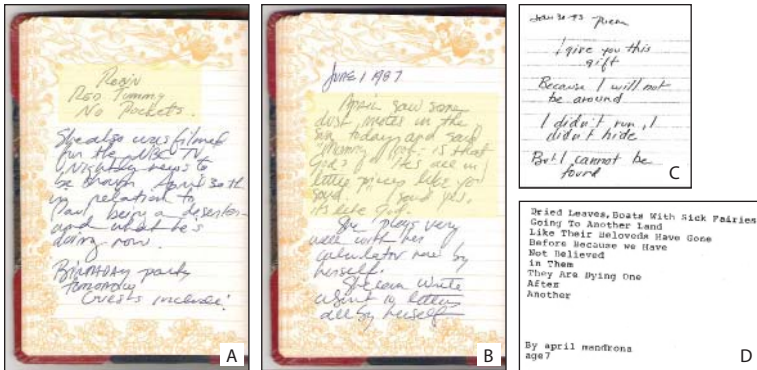 Robin
Red Tummy
No Pockets.
She also was filmed
for the NBC TV
Nightly News to
be shown April 30th
in relation to
Paul being a deserter
and what he's
doing now.
Birthday party
tomorrow
Guests include:
A
June 1 1987
April saw some
dust motes in the
sun today and said
"Mommy look: is that
God? He's all in
little pieces like you
said." I said yes,
its like God.
She plays very
well with her
calculator now by
herself.
She can write
in letters
all by herself
B
Jan 30-93 Poem
I give you this
gift
Because I will not
be around
I didn't run, I
didn't hide
But I cannot be
found
C
Dried Leaves, Boats With Sick Fairies
Going To Another Land
Like Their Beloveds Have Gone
Before Because we Have
Not Believed
in Them
They Are Dying One
After
Another
By april mandrona
age7
D